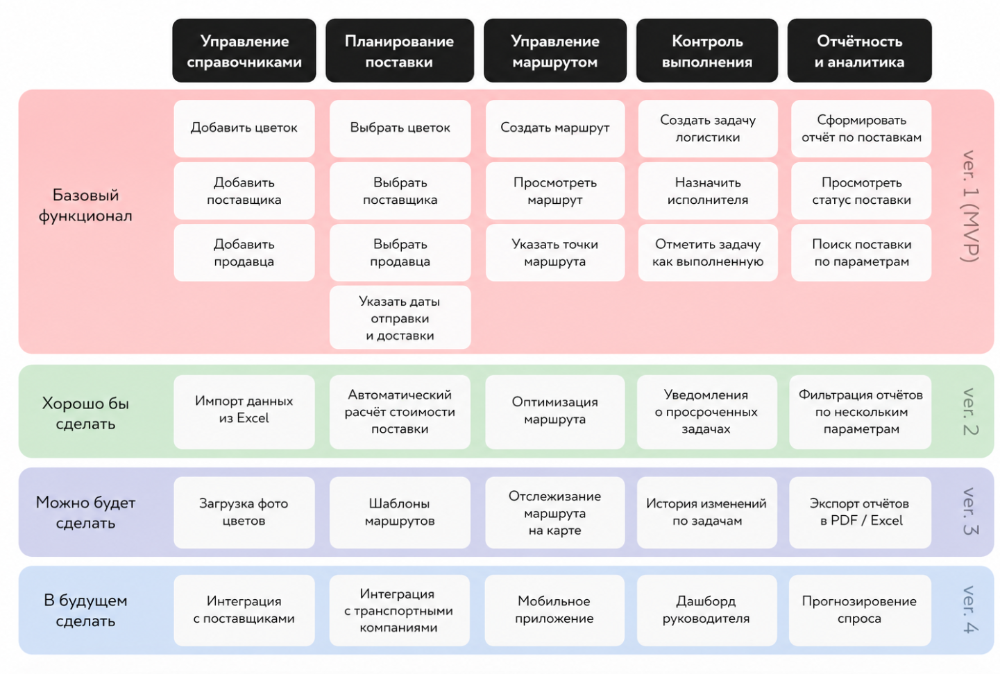 Управление
справочниками
Планирование
поставки
Управление
маршрутом
Контроль
выполнения
Отчётность
и аналитика
Базовый
функционал
Добавить цветок
Добавить
поставщика
Добавить
продавца
Выбрать цветок
Выбрать
поставщика
Выбрать
продавца
Указать даты
отправки
и доставки
Создать маршрут
Просмотреть
маршрут
Указать точки
маршрута
Создать задачу
логистики
Назначить
исполнителя
Отметить задачу
как выполненную
Сформировать
отчёт по поставкам
Просмотреть
статус поставки
Поиск поставки
по параметрам
ver. 1 (MVP)
Хорошо бы
сделать
Импорт данных
из Excel
Автоматический
расчёт стоимости
поставки
Оптимизация
маршрута
Уведомления
о просроченных
задачах
Фильтрация отчётов
по нескольким
параметрам
ver. 2
Можно будет
сделать
Загрузка фото
цветов
Шаблоны
маршрутов
Отслеживание
маршрута
на карте
История изменений
по задачам
Экспорт отчётов
в PDF / Excel
ver. 3
В будущем
сделать
Интеграция
с поставщиками
Интеграция
с транспортными
компаниями
Мобильное
приложение
Дашборд
руководителя
Прогнозировение
спроса
ver. 4